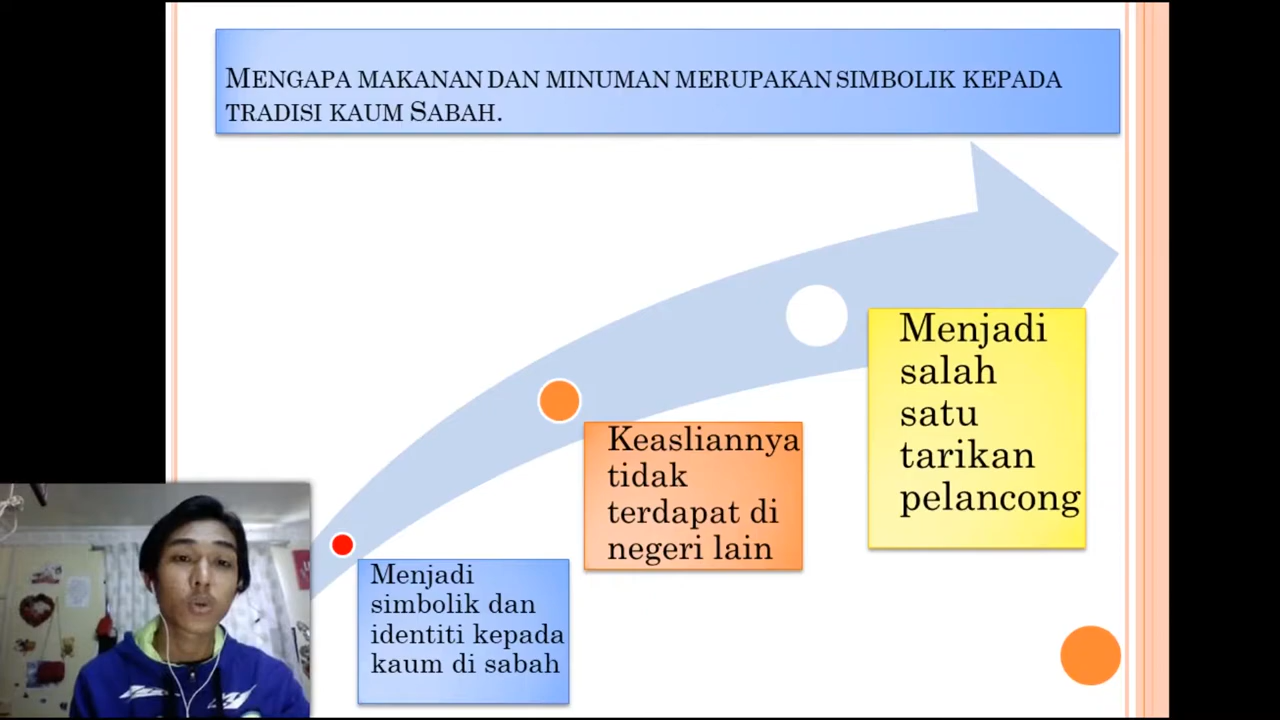 MENGAPA MAKANAN DAN MINUMAN MERUPAKAN SIMBOLIK KEPADA
TRADISI KAUM SABAH.
Menjadi
simbolik dan
identiti kepada
kaum di sabah
Keasliannya
tidak
terdapat di
negeri lain
Menjadi
salah
satu
tarikan
pelancong